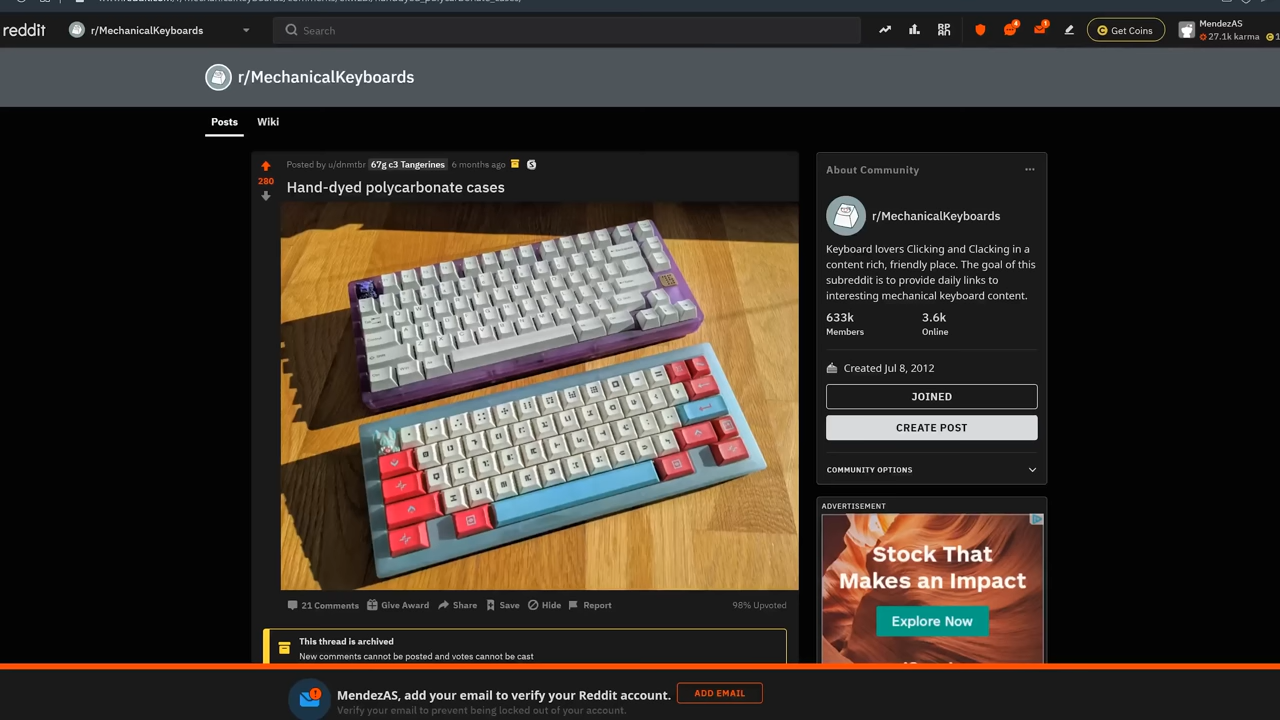 reddit
r/MechanicalKeyboards
Search
4
1
Get Coins
MendezAS
27.1k karma
r/MechanicalKeyboards
Posts
Wiki
Posted by u/dnmtbr 67g c3 Tangerines 6 months ago
280
Hand-dyed polycarbonate cases
21 Comments
Give Award
Share
Save
Hide
Report
98% Upvoted
This thread is archived
New comments cannot be posted and votes cannot be cast
About Community
r/MechanicalKeyboards
Keyboard lovers Clicking and Clacking in a
content rich, friendly place. The goal of this
subreddit is to provide daily links to
interesting mechanical keyboard content.
633k
Members
3.6k
Online
Created Jul 8, 2012
JOINED
CREATE POST
COMMUNITY OPTIONS
ADVERTISEMENT
Stock That
Makes an Impact
Explore Now
MendezAS, add your email to verify your Reddit account.
Verify your email to prevent being locked out of your account.
ADD EMAIL